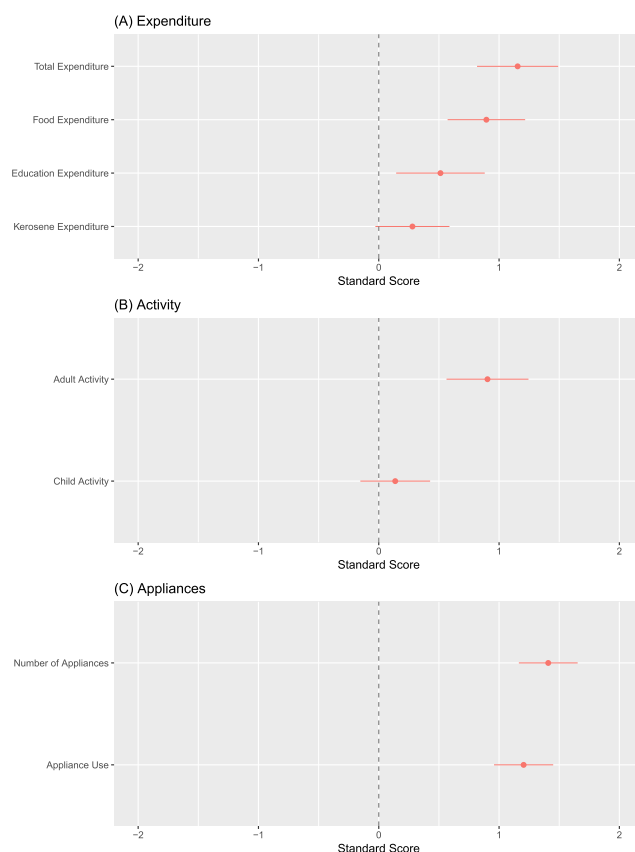 (A) Expenditure
Total Expenditure
Food Expenditure
Education Expenditure
Kerosene Expenditure
−2 −1 0 1 2
Standard Score
(B) Activity
Adult Activity
Child Activity
−2 −1 0 1 2
Standard Score
(C) Appliances
Number of Appliances
Appliance Use
−2 −1 0 1 2
Standard Score